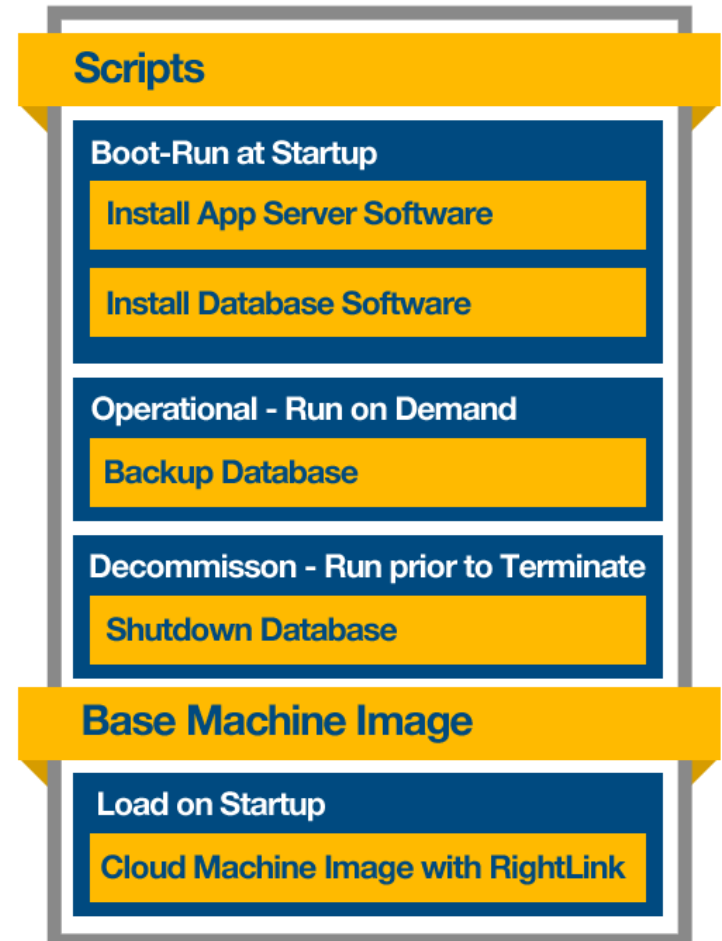 Scripts
Boot-Run at Startup
Install App Server Software
Install Database Software
Operational - Run on Demand
Backup Database
Decommisson - Run prior to Terminate
Shutdown Database
Base Machine Image
Load on Startup
Cloud Machine Image with RightLink